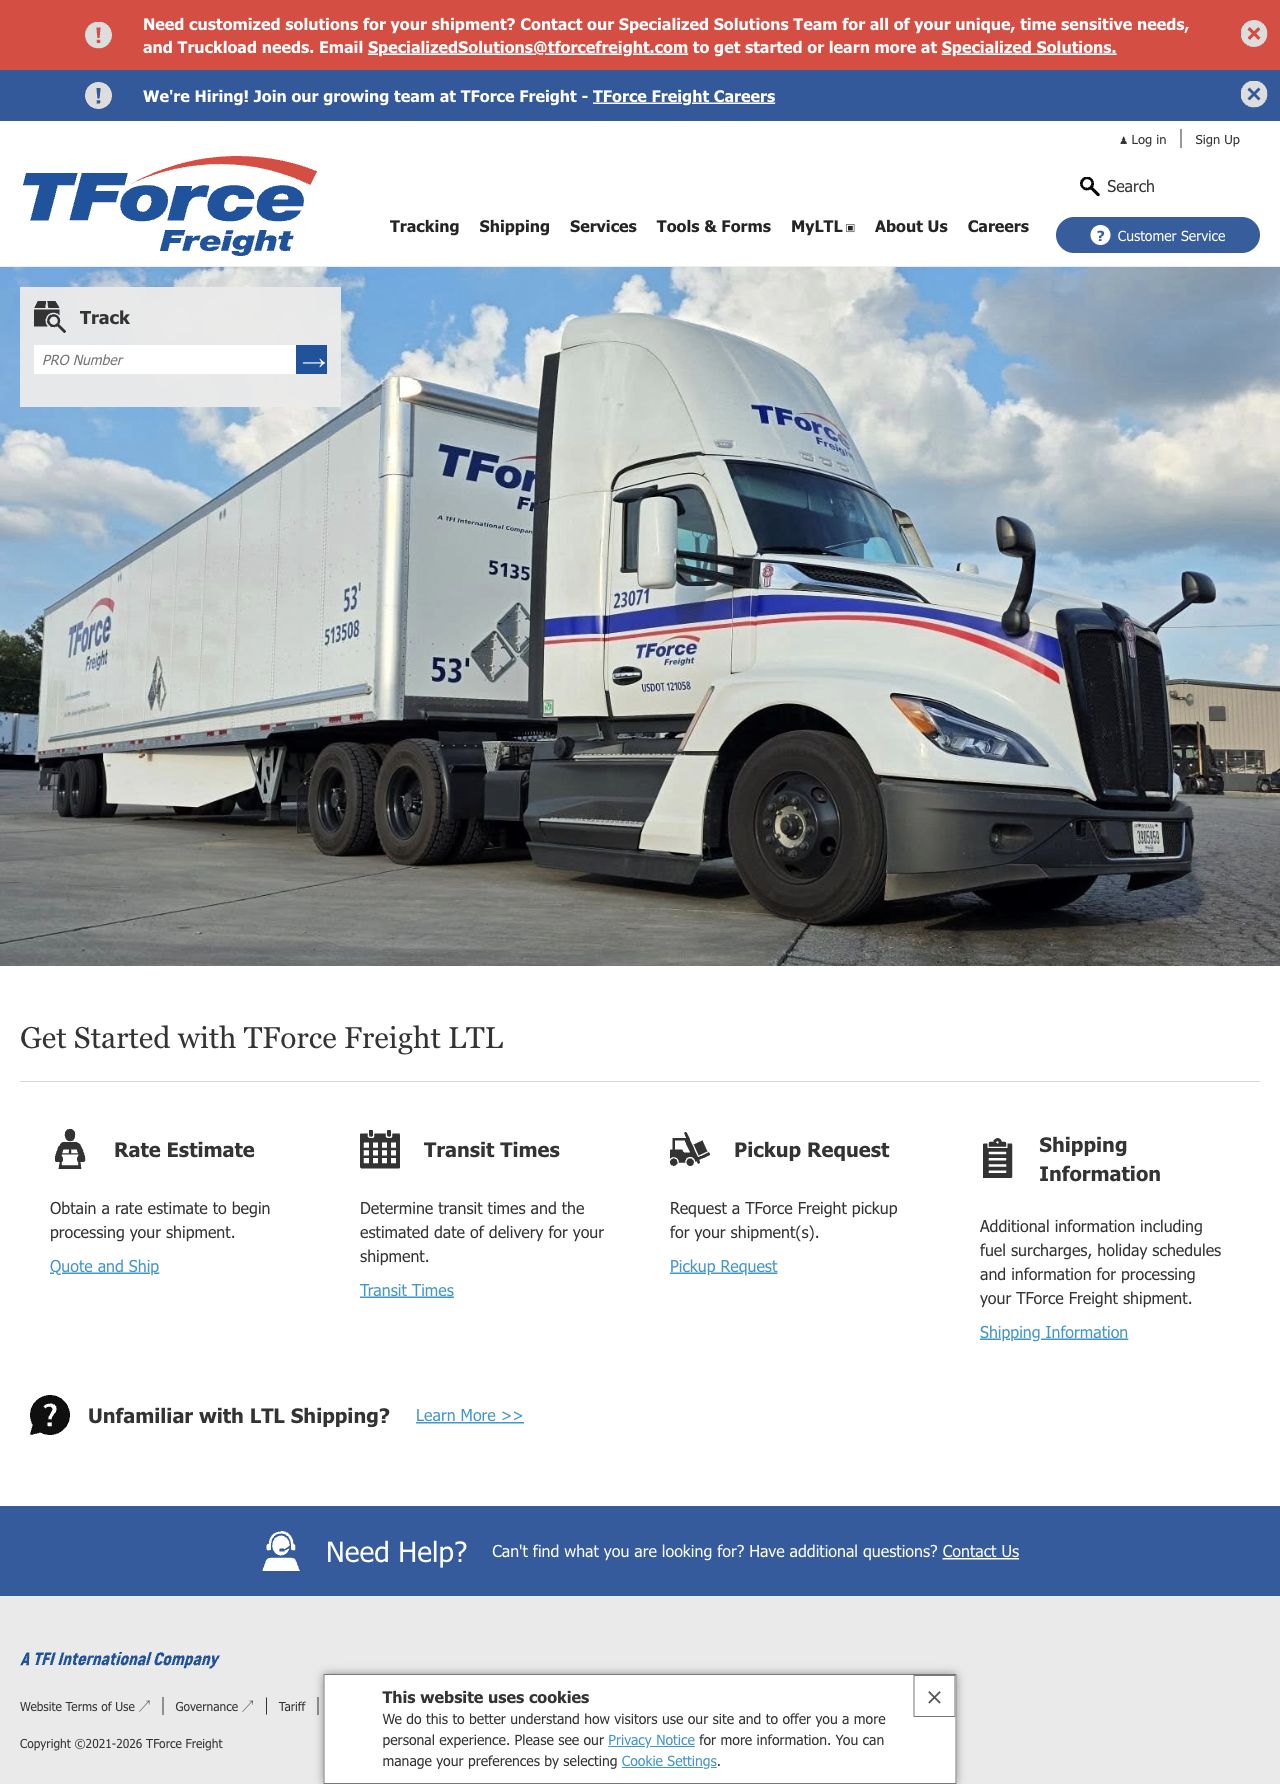 Need customized solutions for your shipment? Contact our Specialized Solutions Team for all of your unique, time sensitive needs,
and Truckload needs. Email SpecializedSolutions@tforcefreight.com to get started or learn more at Specialized Solutions.
We're Hiring! Join our growing team at TForce Freight - TForce Freight Careers
Log in
Sign Up
TForce
Freight
Search
Tracking
Shipping
Services
Tools & Forms
MyLTL
About Us
Careers
Customer Service
Track
PRO Number
TForce
Freight
TFor
Fr
A TFI International Compan
5135
53'
513508
53'
TForce
Freight
23071
TForce
Freight
USDOT 121058
Get Started with TForce Freight LTL
Rate Estimate
Obtain a rate estimate to begin
processing your shipment.
Quote and Ship
Transit Times
Determine transit times and the
estimated date of delivery for your
shipment.
Transit Times
Pickup Request
Request a TForce Freight pickup
for your shipment(s).
Pickup Request
Shipping
Information
Additional information including
fuel surcharges, holiday schedules
and information for processing
your TForce Freight shipment.
Shipping Information
Unfamiliar with LTL Shipping?
Learn More >>
Need Help?
Can't find what you are looking for? Have additional questions? Contact Us
A TFI International Company
Website Terms of Use
Governance
Tariff
Copyright ©2021-2026 TForce Freight
This website uses cookies
We do this to better understand how visitors use our site and to offer you a more
personal experience. Please see our Privacy Notice for more information. You can
manage your preferences by selecting Cookie Settings.